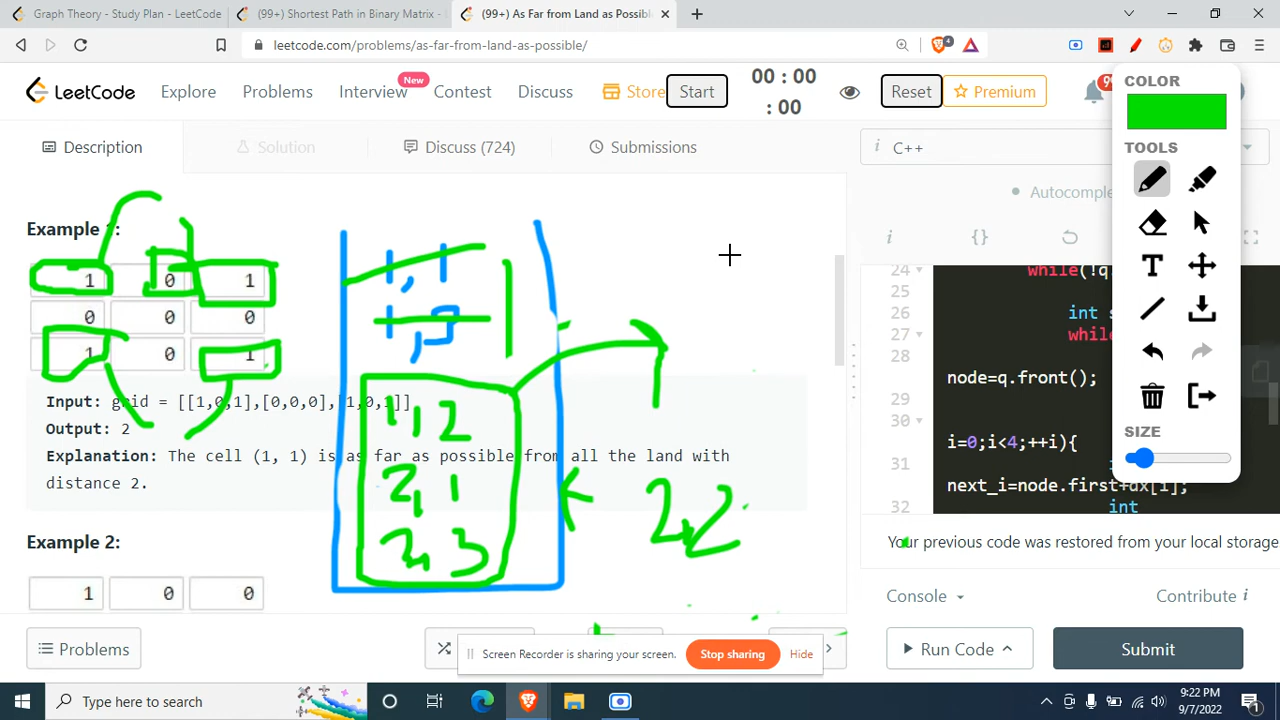 Graph Theory - Study Plan - LeetCode
(99+) Shortest Path in Binary Matrix -
(99+) As Far from Land as Possible
leetcode.com/problems/as-far-from-land-as-possible/
4
LeetCode
Explore
Problems
Interview
New
Contest
Discuss
Store
Start
00 : 00
: 00
Reset
Premium
Description
Solution
Discuss (724)
Submissions
i C++
Autocomple
i {}
Example
1 0 1
0 0 0
1 0 1
Input: grid = [[1,0,1],[0,0,0],[1,0,1]]
Output: 2
Explanation: The cell (1, 1) is as far as possible from all the land with
distance 2.
Example 2:
1 0 0
1,1
1,2
2,1
2,3
2,2
24 while(!q.
25
26 int s
27 while
28
node=q.front();
29
30
i=0;i<4;++i){
31
next_i=node.first+dx[i];
32 int
Your previous code was restored from your local storage
Console
Contribute i
Problems
Run Code
Submit
Screen Recorder is sharing your screen.
Stop sharing
Hide
COLOR
TOOLS
T
SIZE
Type here to search
9:22 PM
9/7/2022
1